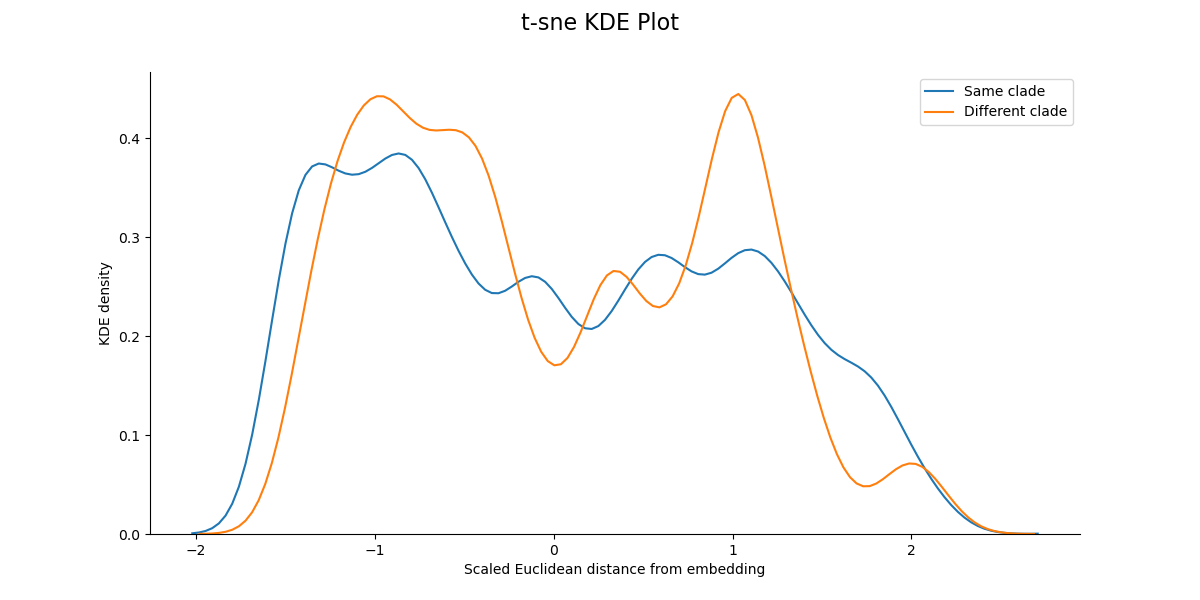 t-sne KDE Plot
Same clade
Different clade
KDE density
0.4
0.3
0.2
0.1
0.0
−2
−1
0
1
2
Scaled Euclidean distance from embedding